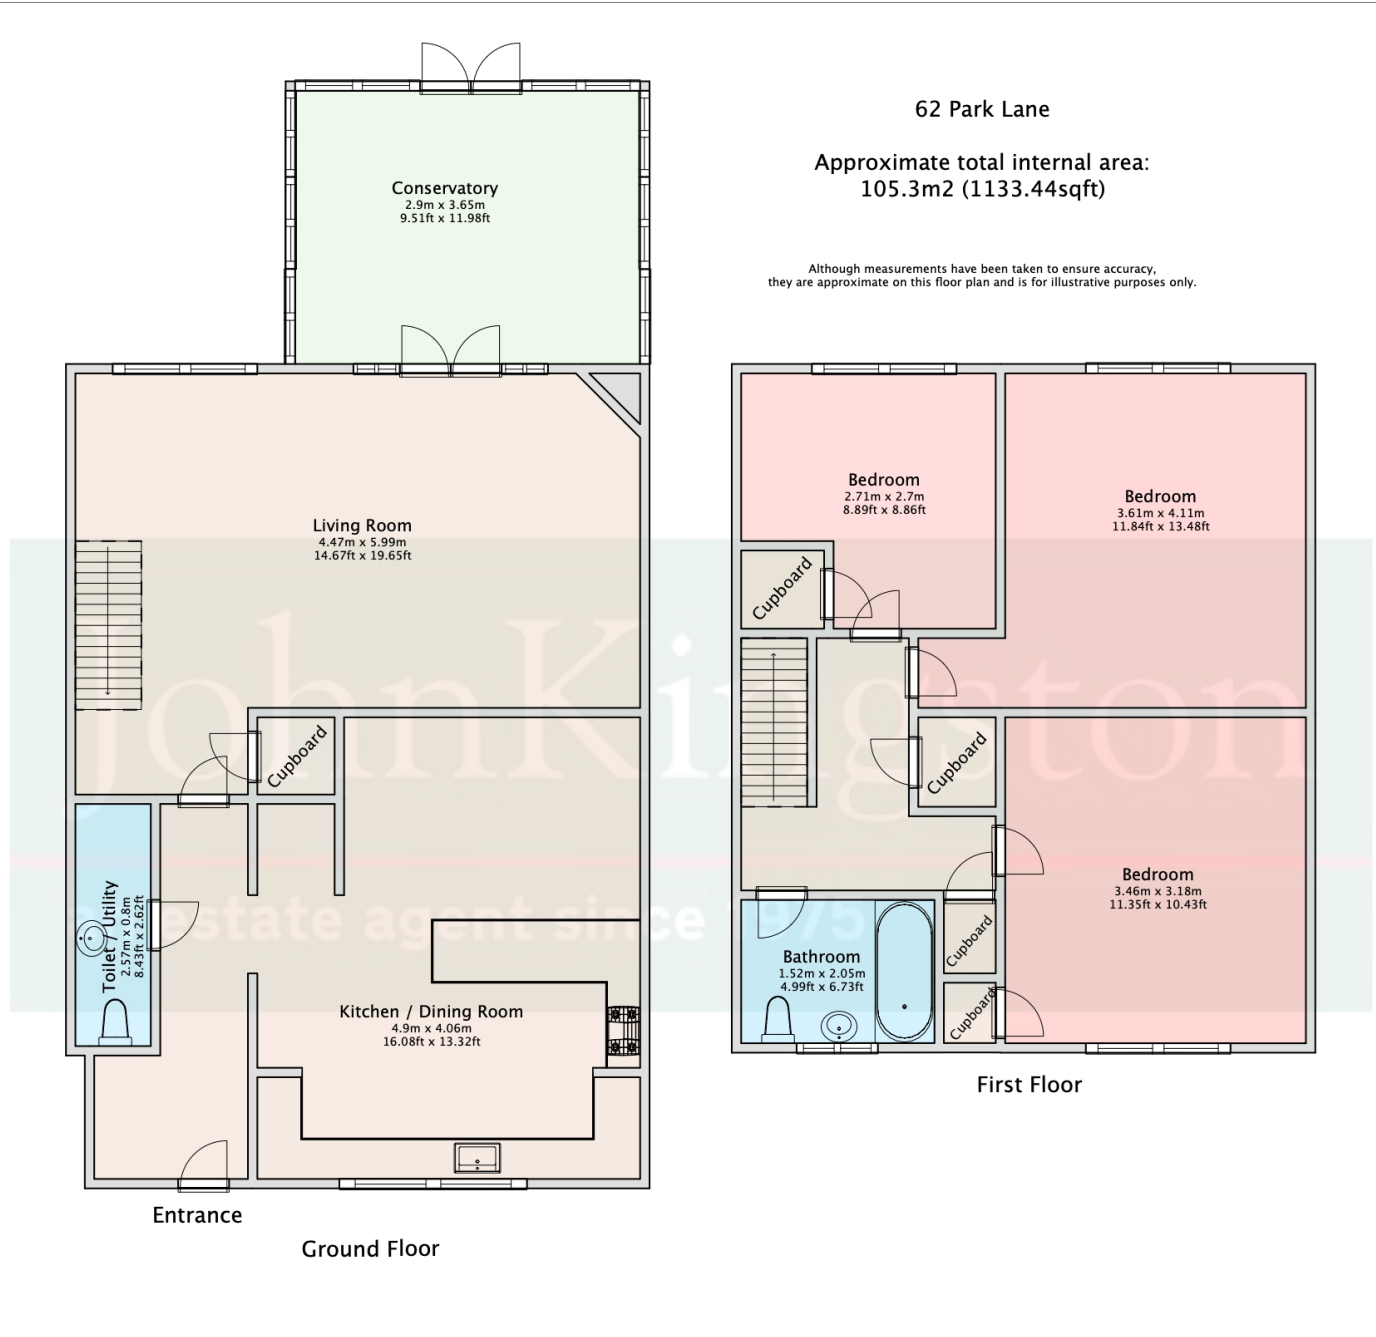 62 Park Lane
Approximate total internal area:
105.3m2 (1133.44sqft)
Although measurements have been taken to ensure accuracy,
they are approximate on this floor plan and is for illustrative purposes only.
Conservatory
2.9m x 3.65m
9.51ft x 11.98ft
Living Room
4.47m x 5.99m
14.67ft x 19.65ft
Cupboard
Toilet / Utility
2.57m x 0.8m
8.43ft x 2.62ft
Kitchen / Dining Room
4.9m x 4.06m
16.08ft x 13.32ft
Entrance
Ground Floor
Bedroom
2.71m x 2.7m
8.89ft x 8.86ft
Bedroom
3.61m x 4.11m
11.84ft x 13.48ft
Cupboard
Cupboard
Bedroom
3.46m x 3.18m
11.35ft x 10.43ft
Cupboard
Cupboard
Bathroom
1.52m x 2.05m
4.99ft x 6.73ft
First Floor
JohnKingston
estate agent since 1975